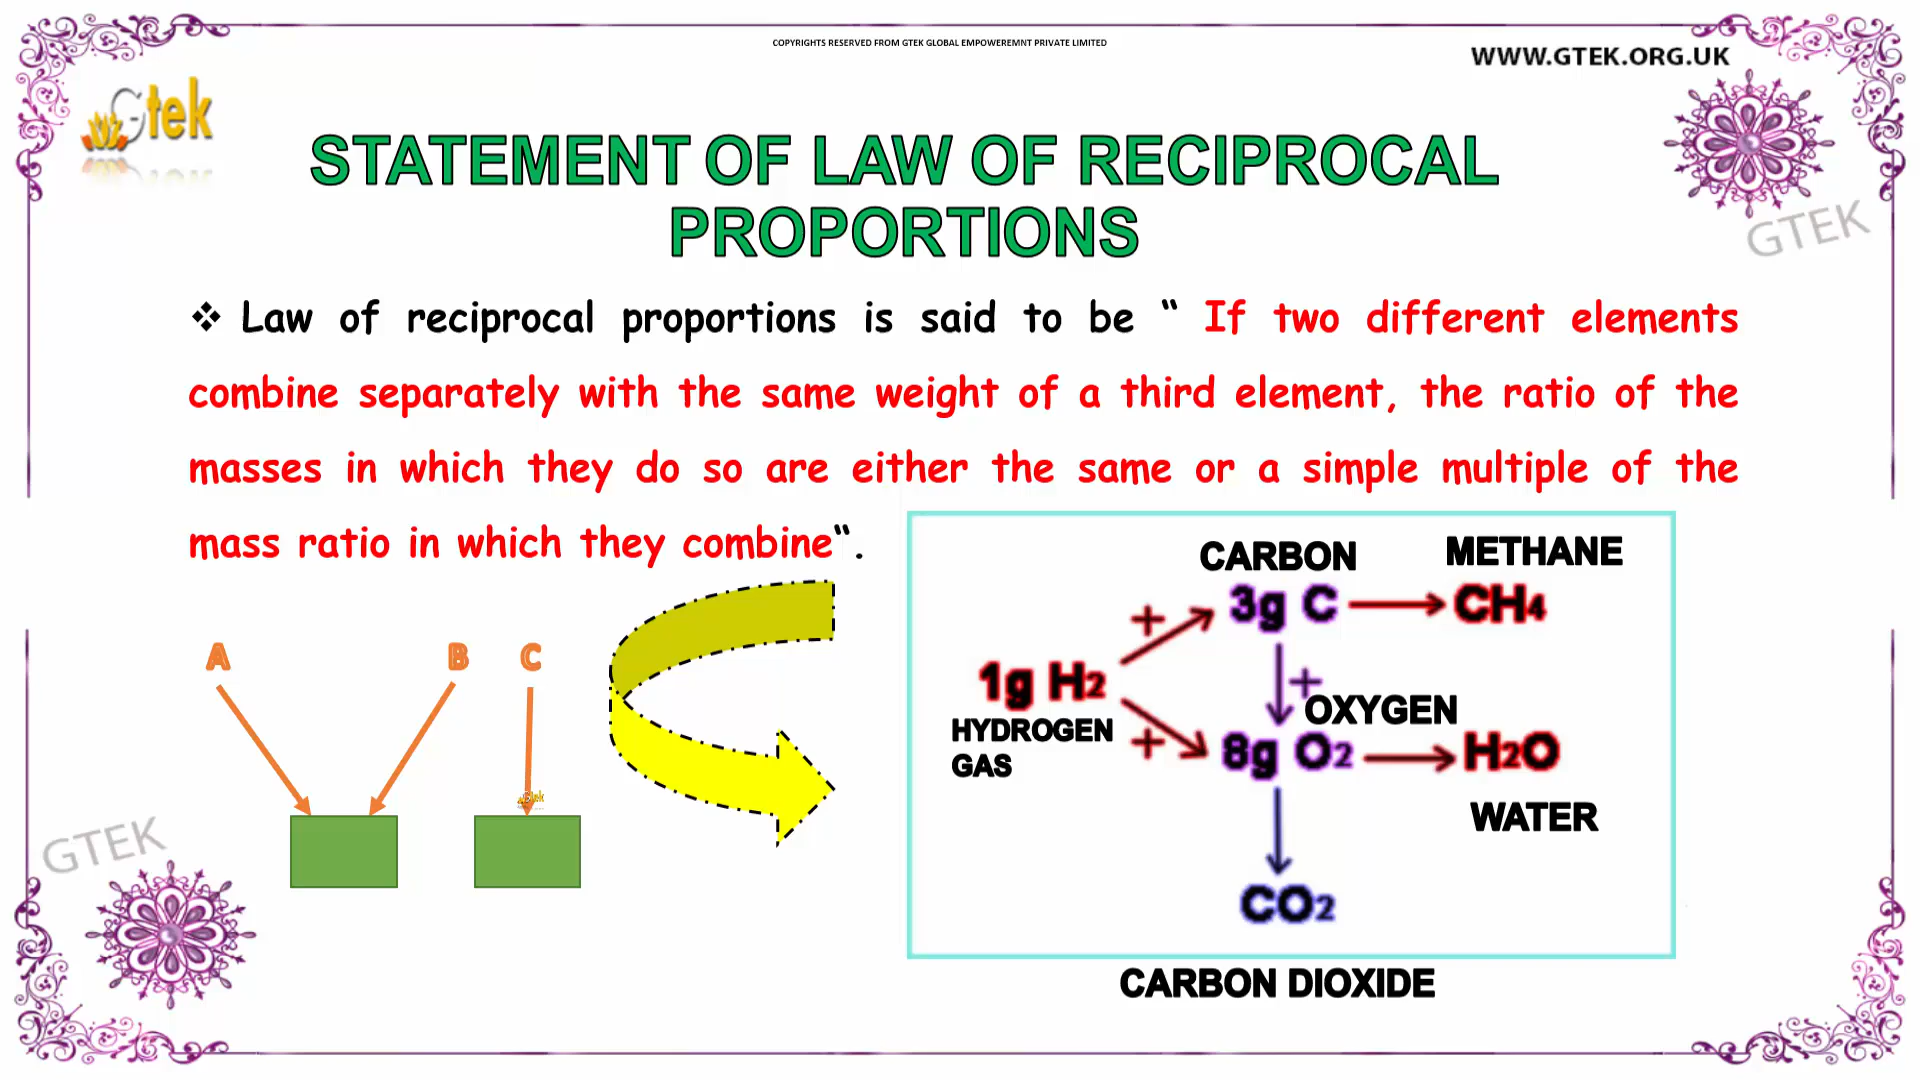 COPYRIGHTS RESERVED FROM GTEK GLOBAL EMPOWEREMNT PRIVATE LIMITED
WWW.GTEK.ORG.UK
Gtek
STATEMENT OF LAW OF RECIPROCAL
PROPORTIONS
GTEK
❖ Law of reciprocal proportions is said to be “ If two different elements
combine separately with the same weight of a third element, the ratio of the
masses in which they do so are either the same or a simple multiple of the
mass ratio in which they combine“.
CARBON METHANE
+ 3g C CH4
A B C
1g H2 +
HYDROGEN OXYGEN
GAS + 8g O2 H2O
Gtek
WATER
GTEK
CO2
CARBON DIOXIDE